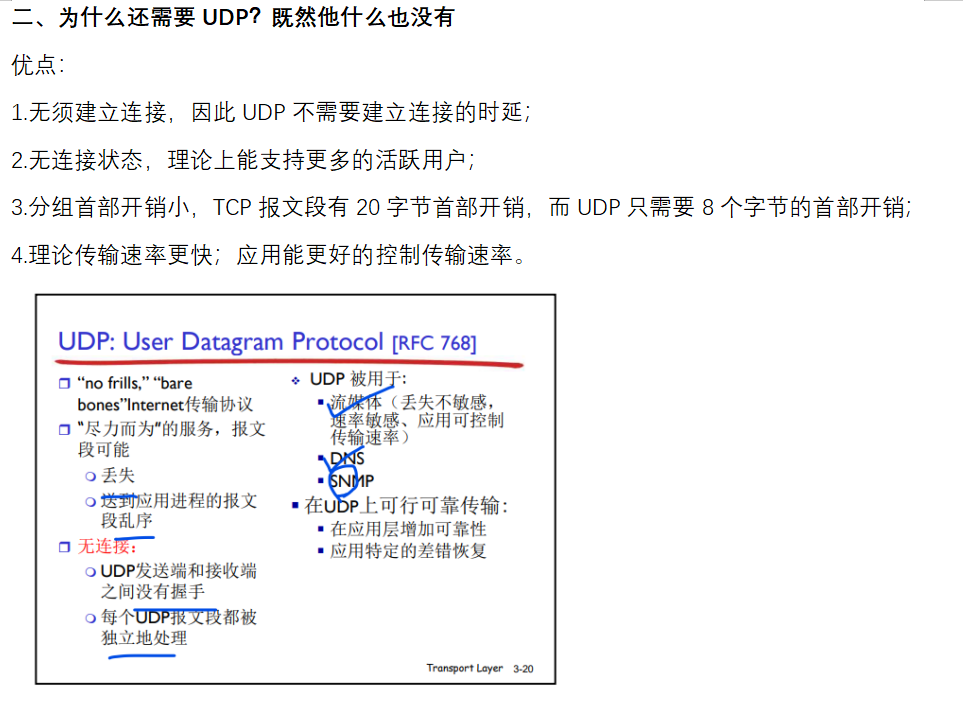 二、为什么还需要 UDP？既然他什么也没有
优点：
1.无须建立连接，因此 UDP 不需要建立连接的时延；
2.无连接状态，理论上能支持更多的活跃用户；
3.分组首部开销小，TCP 报文段有 20 字节首部开销，而 UDP 只需要 8 个字节的首部开销；
4.理论传输速率更快；应用能更好的控制传输速率。
UDP: User Datagram Protocol [RFC 768]
“no frills,” “bare
bones”Internet传输协议
“尽力而为”的服务，报文
段可能
丢失
送到应用进程的报文
段乱序
无连接：
UDP发送端和接收端
之间没有握手
每个UDP报文段都被
独立地处理
UDP 被用于:
流媒体（丢失不敏感，
速率敏感、应用可控制
传输速率）
DNS
SNMP
在UDP上可行可靠传输:
在应用层增加可靠性
应用特定的差错恢复
Transport Layer 3-20